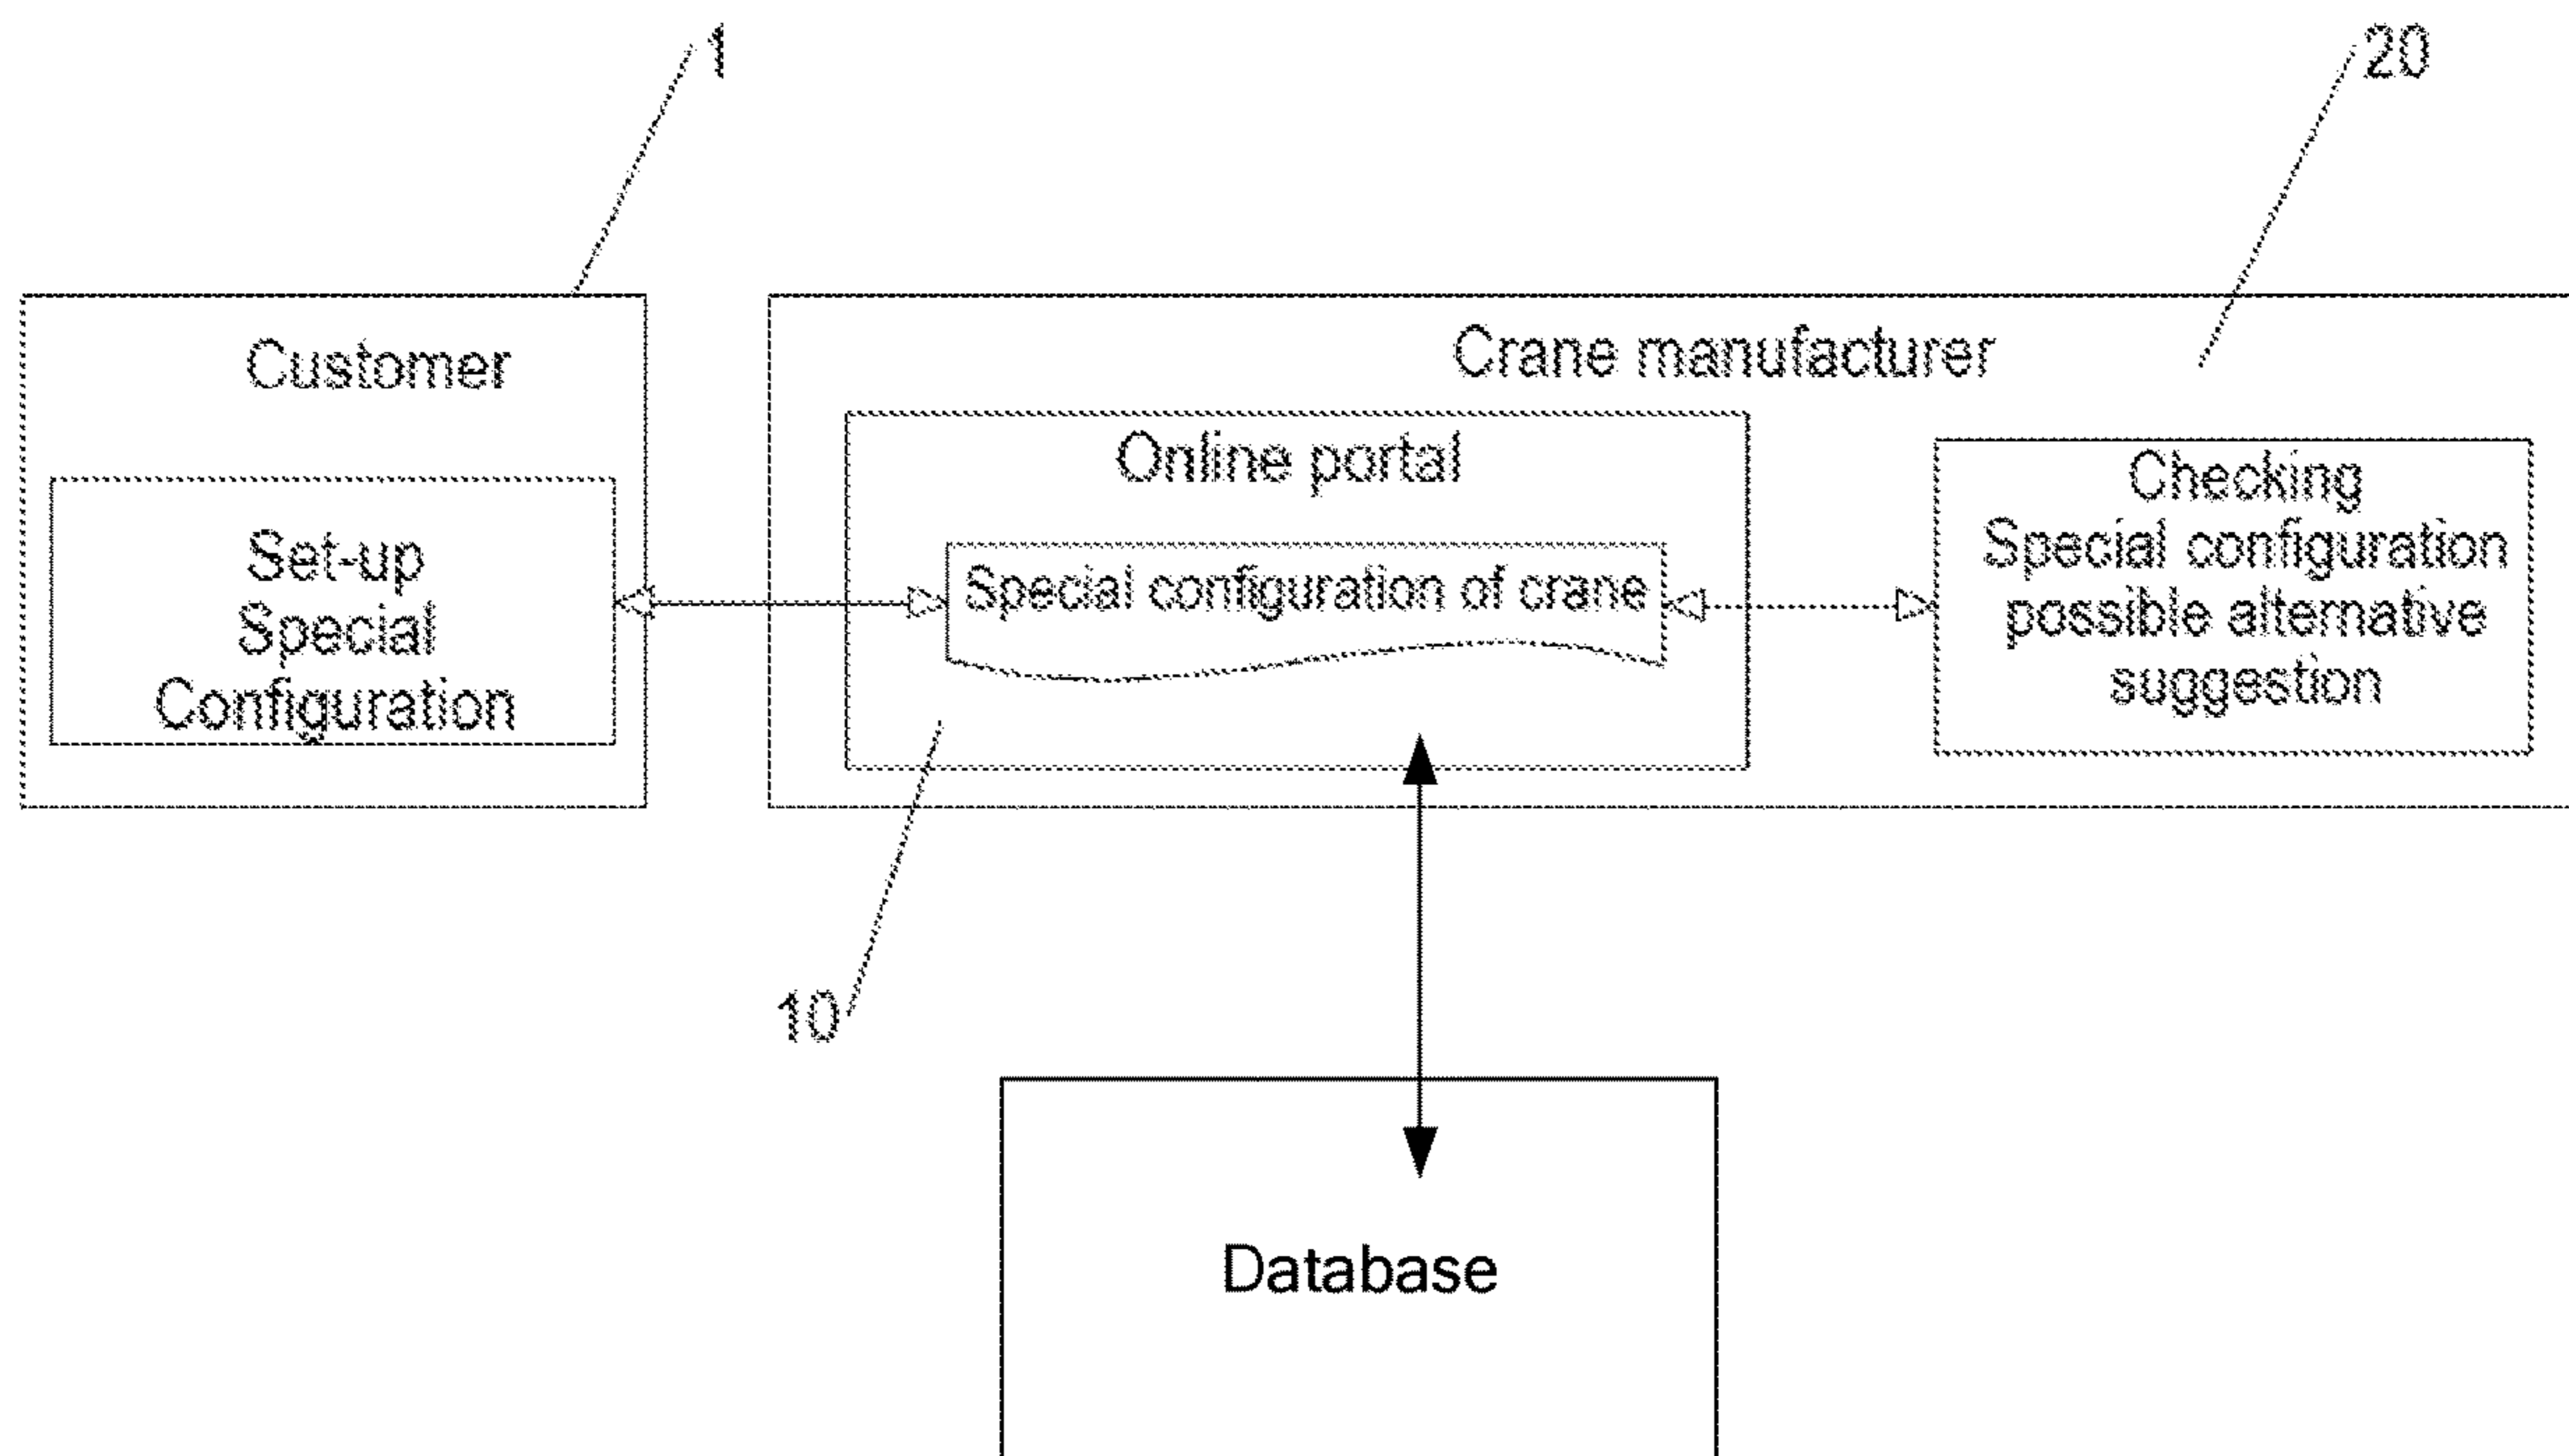 1
20
Customer
Crane manufacturer
Online portal
Set-up
Special
Configuration
Special configuration of crane
Checking
Special configuration
possible alternative
suggestion
10
Database